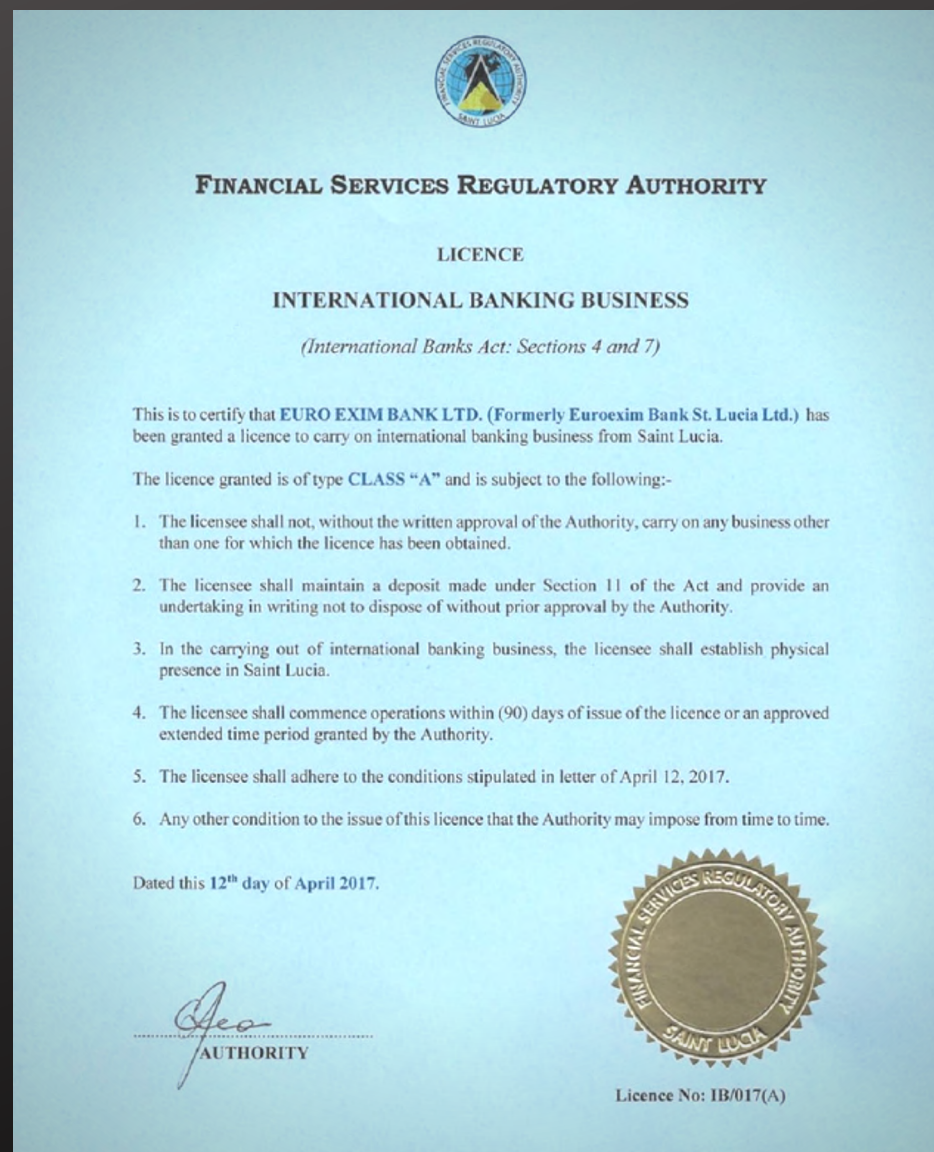 FINANCIAL SERVICES REGULATORY AUTHORITY
SAINT LUCIA
FINANCIAL SERVICES REGULATORY AUTHORITY
LICENCE
INTERNATIONAL BANKING BUSINESS
(International Banks Act: Sections 4 and 7)
This is to certify that EURO EXIM BANK LTD. (Formerly Euroexim Bank St. Lucia Ltd.) has
been granted a licence to carry on international banking business from Saint Lucia.
The licence granted is of type CLASS “A” and is subject to the following:-
1. The licensee shall not, without the written approval of the Authority, carry on any business other
than one for which the licence has been obtained.
2. The licensee shall maintain a deposit made under Section 11 of the Act and provide an
undertaking in writing not to dispose of without prior approval by the Authority.
3. In the carrying out of international banking business, the licensee shall establish physical
presence in Saint Lucia.
4. The licensee shall commence operations within (90) days of issue of the licence or an approved
extended time period granted by the Authority.
5. The licensee shall adhere to the conditions stipulated in letter of April 12, 2017.
6. Any other condition to the issue of this licence that the Authority may impose from time to time.
Dated this 12th day of April 2017.
AUTHORITY
FINANCIAL SERVICES REGULATORY AUTHORITY
SAINT LUCIA
Licence No: IB/017(A)